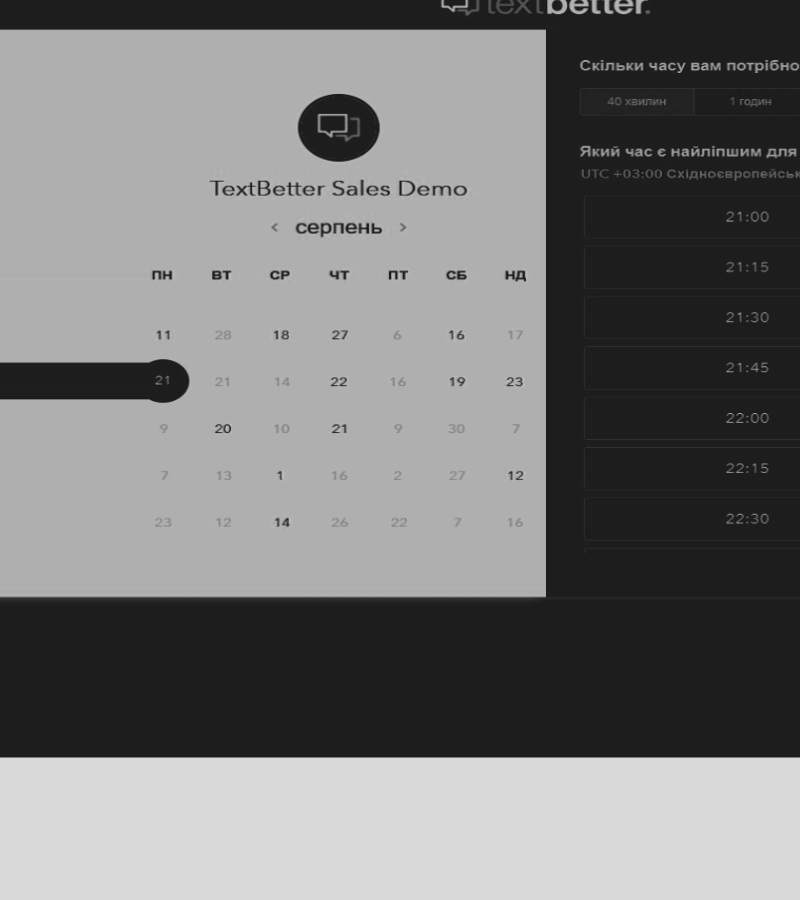 textbetter.
TextBetter Sales Demo
серпень
ПН ВТ СР ЧТ ПТ СБ НД
11 28 18 27 6 16 17
21 21 14 22 16 19 23
9 20 10 21 9 30 7
7 13 1 16 2 27 12
23 12 14 26 22 7 16
Скільки часу вам потрібно
40 хвилин 1 годин
Який час є найліпшим для
UTC +03:00 Східноєвропейськ
21:00
21:15
21:30
21:45
22:00
22:15
22:30